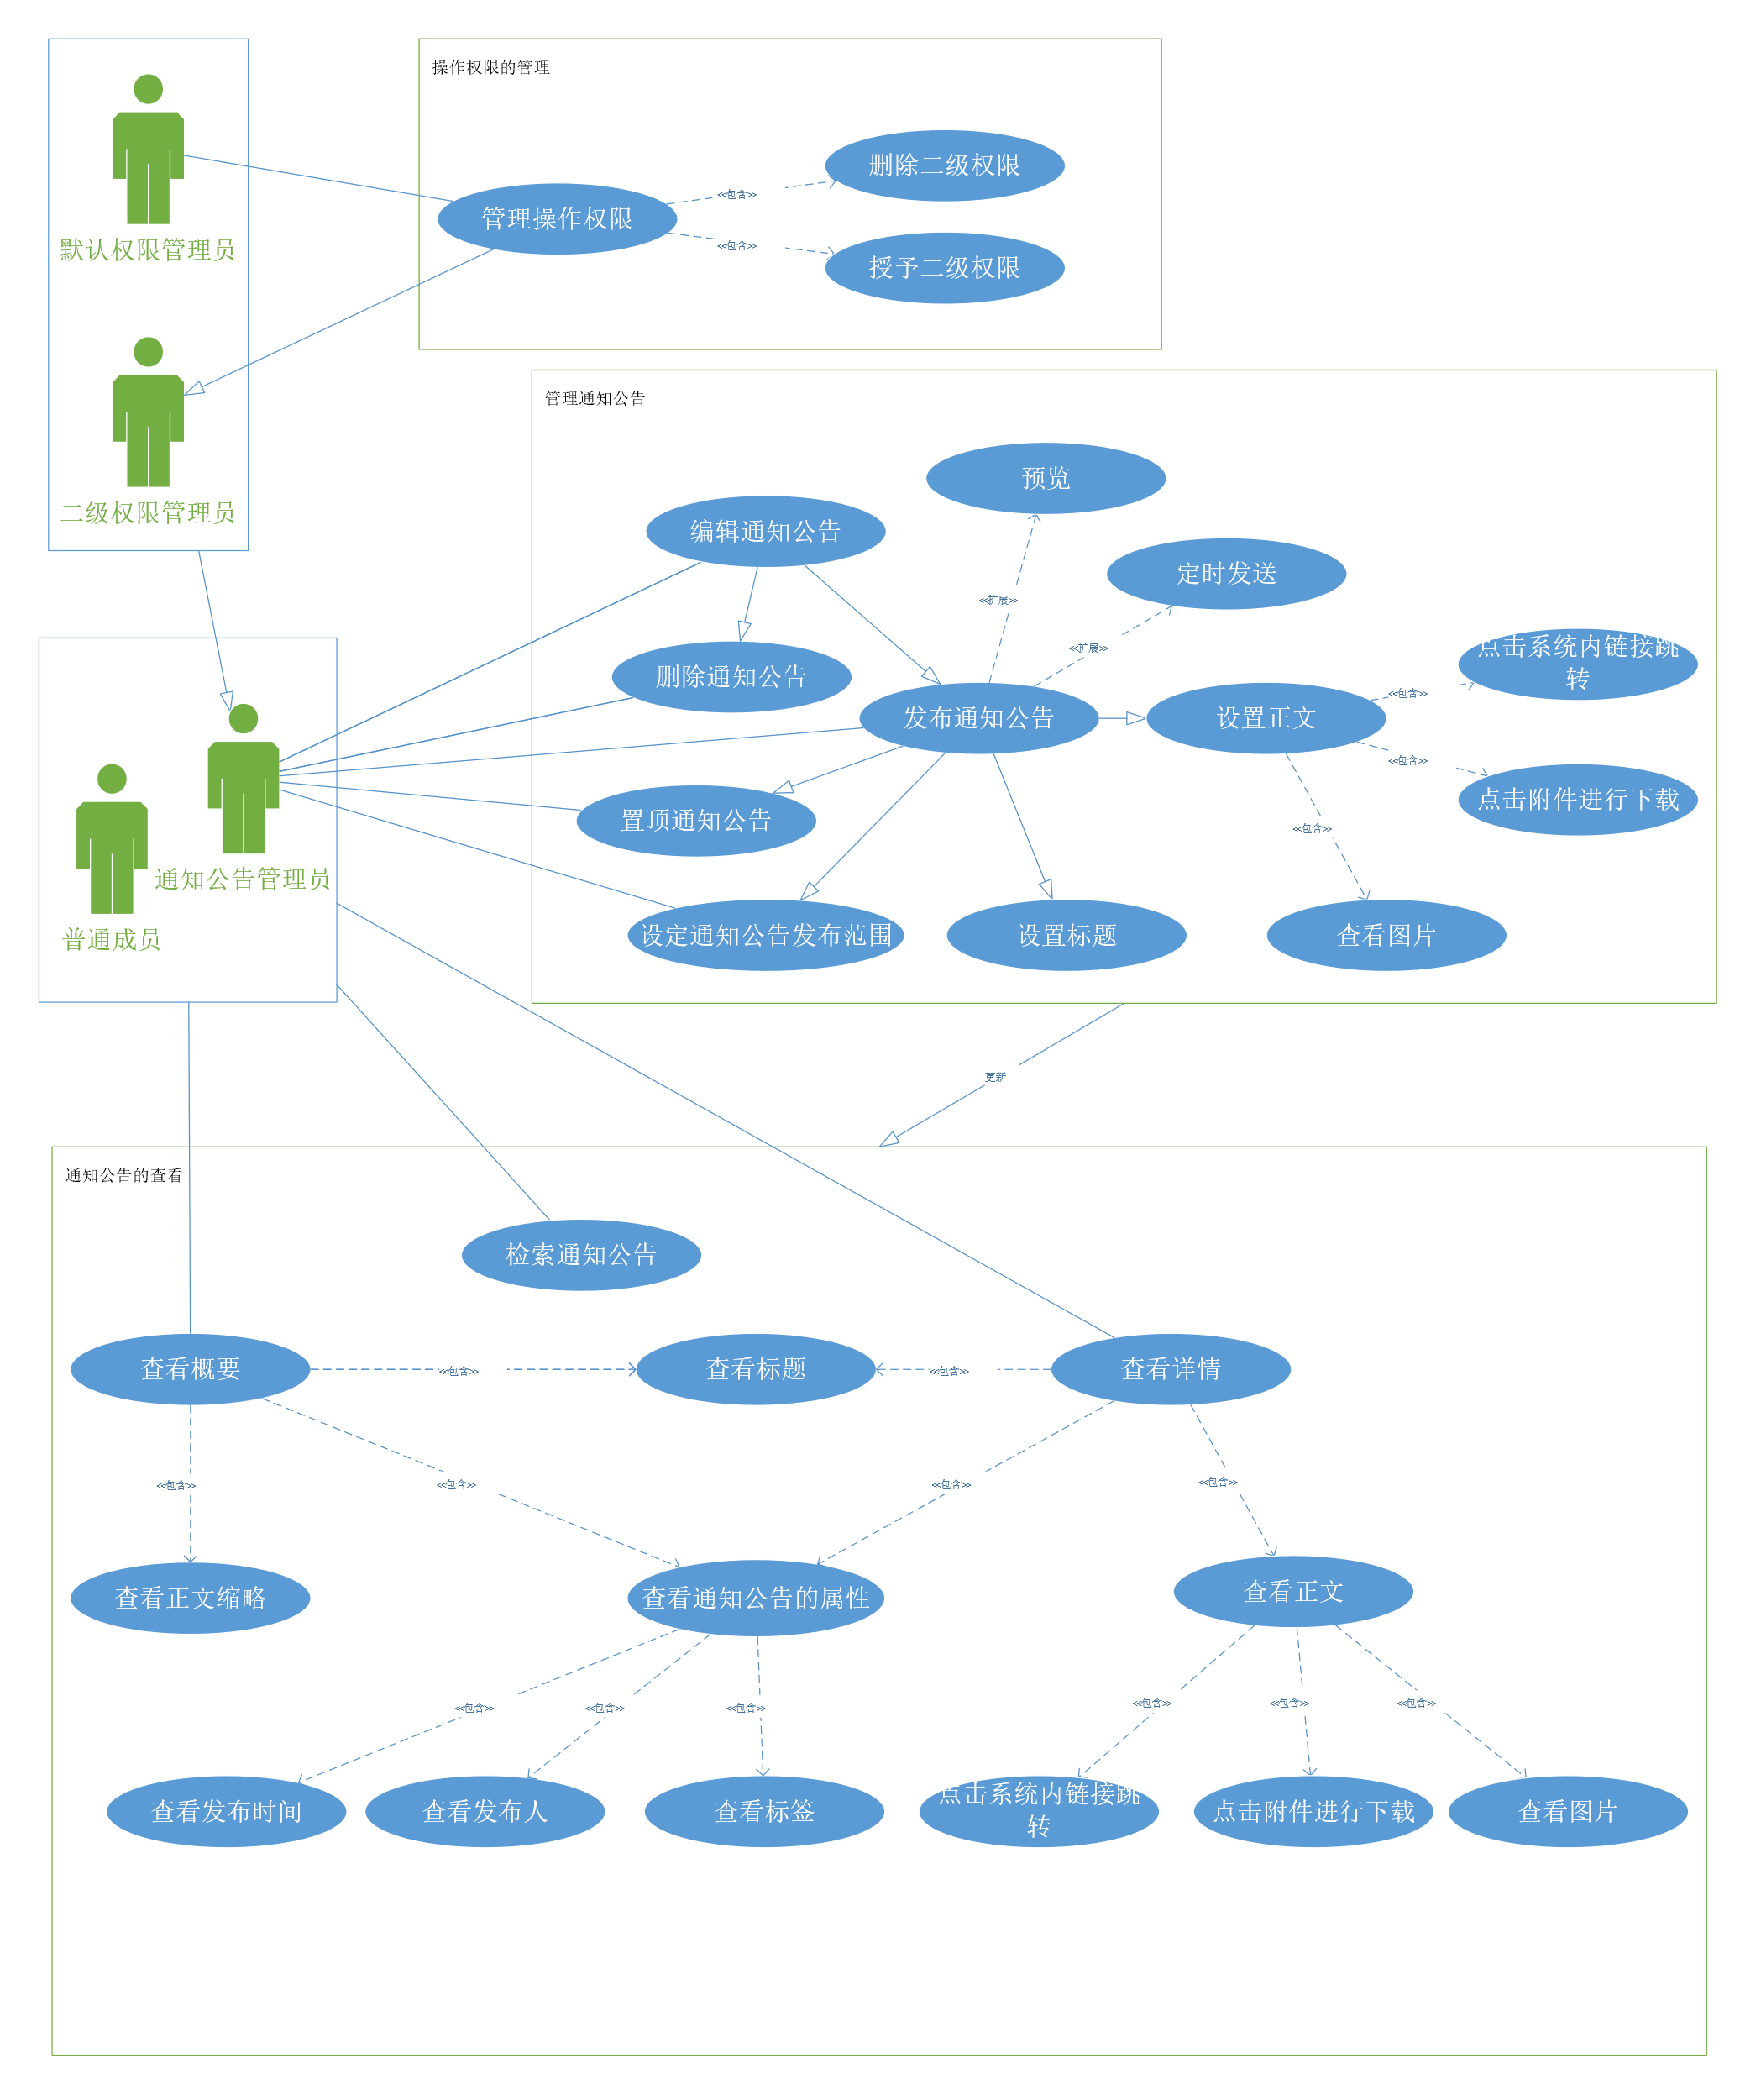 操作权限的管理
删除二级权限
<<包含>>
管理操作权限
<<包含>>
授予二级权限
默认权限管理员
二级权限管理员
管理通知公告
预览
编辑通知公告
定时发送
<<扩展>>
<<扩展>>
点击系统内链接跳
转
删除通知公告
<<包含>>
发布通知公告
设置正文
<<包含>>
点击附件进行下载
置顶通知公告
<<包含>>
通知公告管理员
普通成员
设定通知公告发布范围
设置标题
查看图片
更新
通知公告的查看
检索通知公告
查看概要
<<包含>>
查看标题
<<包含>>
查看详情
<<包含>>
<<包含>>
<<包含>>
<<包含>>
查看正文缩略
查看通知公告的属性
查看正文
<<包含>>
<<包含>>
<<包含>>
<<包含>>
<<包含>>
<<包含>>
查看发布时间
查看发布人
查看标签
点击系统内链接跳
转
点击附件进行下载
查看图片